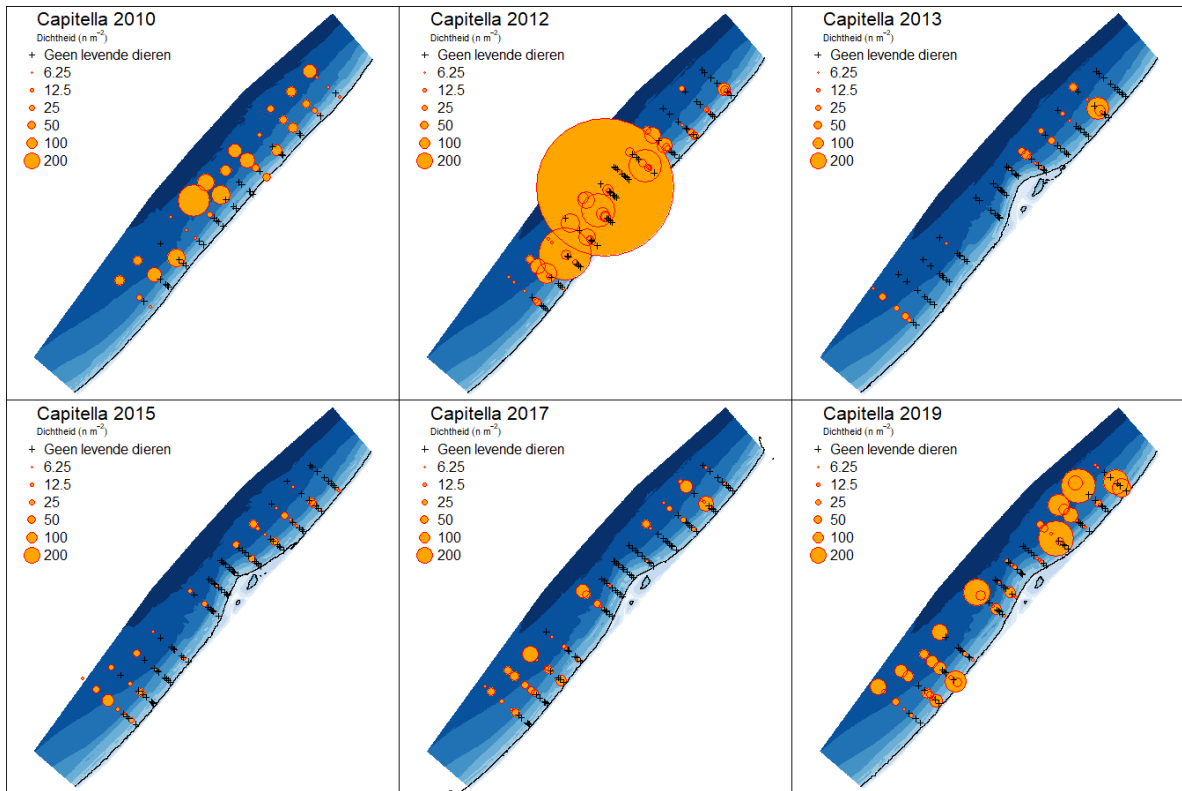 Capitella 2010
Dichtheid (n m⁻²)
Geen levende dieren
6.25
12.5
25
50
100
200
Capitella 2012
Dichtheid (n m⁻²)
Geen levende dieren
6.25
12.5
25
50
100
200
Capitella 2013
Dichtheid (n m⁻²)
Geen levende dieren
6.25
12.5
25
50
100
200
Capitella 2015
Dichtheid (n m⁻²)
Geen levende dieren
6.25
12.5
25
50
100
200
Capitella 2017
Dichtheid (n m⁻²)
Geen levende dieren
6.25
12.5
25
50
100
200
Capitella 2019
Dichtheid (n m⁻²)
Geen levende dieren
6.25
12.5
25
50
100
200